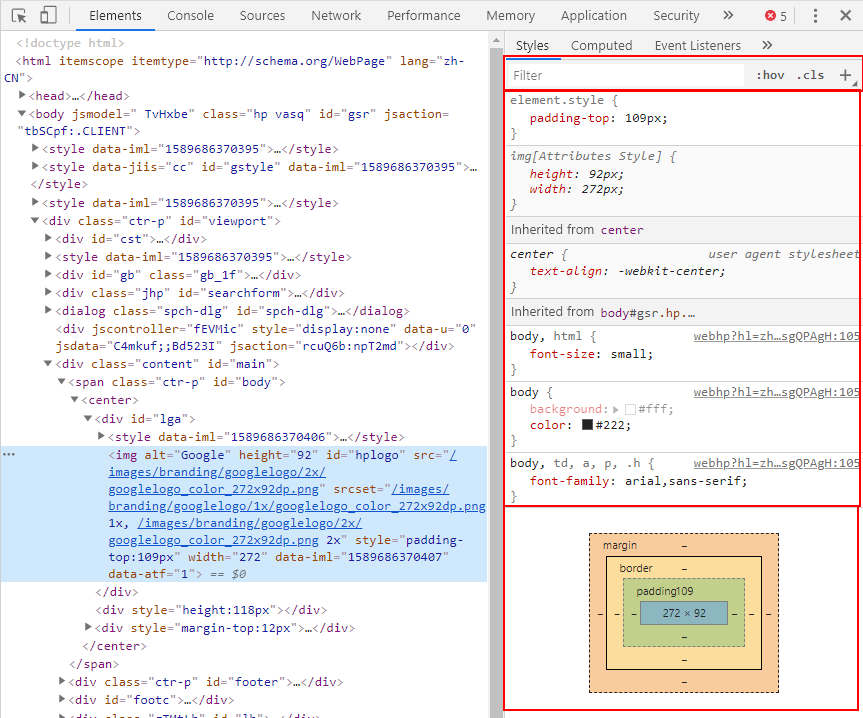 Elements Console Sources Network Performance Memory Application Security » 5
<!doctype html>
<html itemscope itemtype="http://schema.org/WebPage" lang="zh-
CN">
<head>…</head>
<body jsmodel=" TvHxbe" class="hp vasq" id="gsr" jsaction=
"tbSCpf:.CLIENT">
<style data-iml="1589686370395">…</style>
<style data-jiis="cc" id="gstyle" data-iml="1589686370395">…
</style>
<style data-iml="1589686370395">…</style>
<div class="ctr-p" id="viewport">
<div id="cst">…</div>
<style data-iml="1589686370395">…</style>
<div id="gb" class="gb_1f">…</div>
<div class="jhp" id="searchform">…</div>
<dialog class="spch-dlg" id="spch-dlg">…</dialog>
<div jscontroller="fEVMic" style="display:none" data-u="0"
jsdata="C4mkuf;;Bd523I" jsaction="rcuQ6b:npT2md"></div>
<div class="content" id="main">
<span class="ctr-p" id="body">
<center>
<div id="lga">
<style data-iml="1589686370406">…</style>
… <img alt="Google" height="92" id="hplogo" src="/
images/branding/googlelogo/2x/
googlelogo_color_272x92dp.png" srcset="/images/
branding/googlelogo/1x/googlelogo_color_272x92dp.png
1x, /images/branding/googlelogo/2x/
googlelogo_color_272x92dp.png 2x" style="padding-
top:109px" width="272" data-iml="1589686370407"
data-atf="1"> == $0
</div>
<div style="height:118px"></div>
<div style="margin-top:12px">…</div>
</center>
</span>
<div class="ctr-p" id="footer">…</div>
<div id="footc">…</div>
Styles Computed Event Listeners »
Filter :hov .cls +
element.style {
padding-top: 109px;
}
img[Attributes Style] {
height: 92px;
width: 272px;
}
Inherited from center
center { user agent stylesheet
text-align: -webkit-center;
}
Inherited from body#gsr.hp.…
body, html { webhp?hl=zh…sgQPAgH:105
font-size: small;
}
body { webhp?hl=zh…sgQPAgH:105
background: #fff;
color: #222;
}
body, td, a, p, .h { webhp?hl=zh…sgQPAgH:105
font-family: arial,sans-serif;
}
margin –
border –
padding109
– – – 272 × 92 – – –
–
–
–